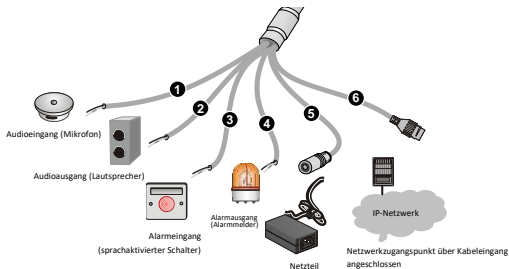 1
2
3
4
5
6
Audioeingang (Mikrofon)
Audioausgang (Lautsprecher)
Alarmeingang
(sprachaktivierter Schalter)
Alarmausgang
(Alarmmelder)
Netzteil
IP-Netzwerk
Netzwerkzugangspunkt über Kabeleingang
angeschlossen